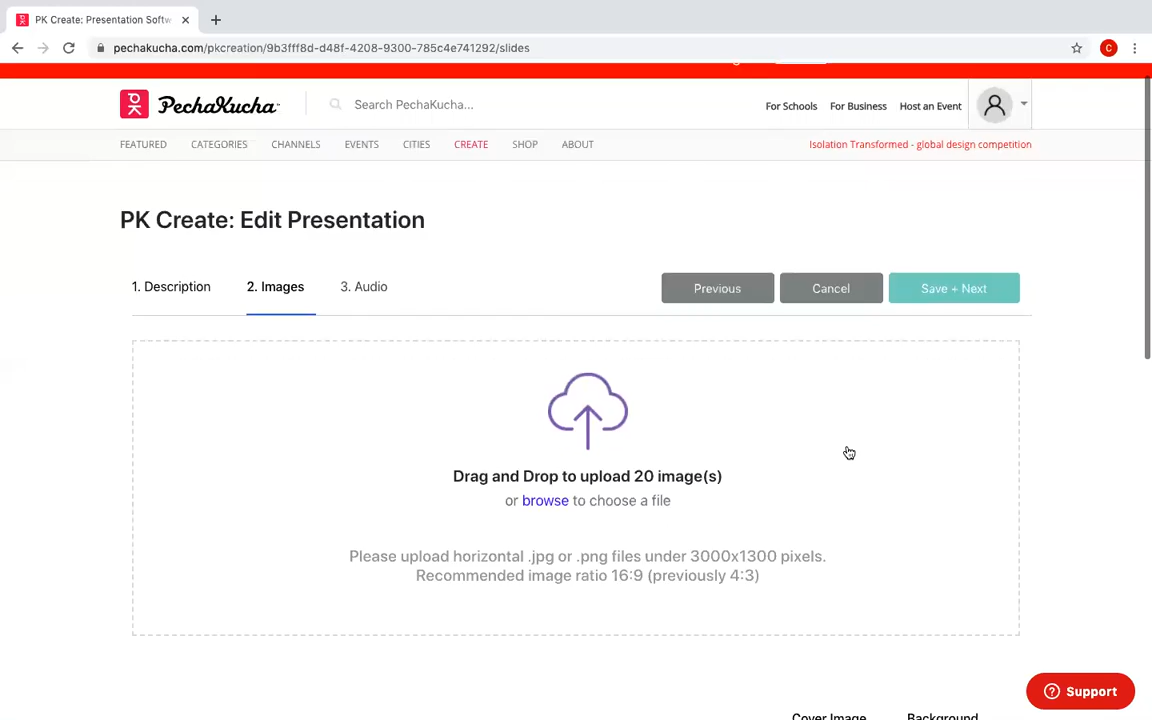 PK Create: Presentation Softw
pechakucha.com/pkcreation/9b3fff8d-d48f-4208-9300-785c4e741292/slides
C
PK PechaKucha™
Search PechaKucha...
For Schools For Business Host an Event
FEATURED CATEGORIES CHANNELS EVENTS CITIES CREATE SHOP ABOUT
Isolation Transformed - global design competition
PK Create: Edit Presentation
1. Description 2. Images 3. Audio
Previous Cancel Save + Next
Drag and Drop to upload 20 image(s)
or browse to choose a file
Please upload horizontal .jpg or .png files under 3000x1300 pixels.
Recommended image ratio 16:9 (previously 4:3)
Support
Cover Image Background